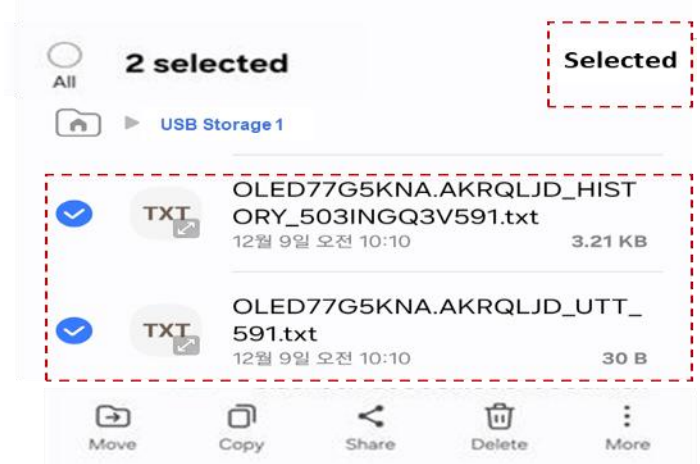 2 selected
Selected
All
USB Storage 1
TXT
OLED77G5KNA.AKRQLJD_HIST
ORY_503INGQ3V591.txt
12월 9일 오전 10:10
3.21 KB
TXT
OLED77G5KNA.AKRQLJD_UTT_
591.txt
12월 9일 오전 10:10
30 B
Move
Copy
Share
Delete
More